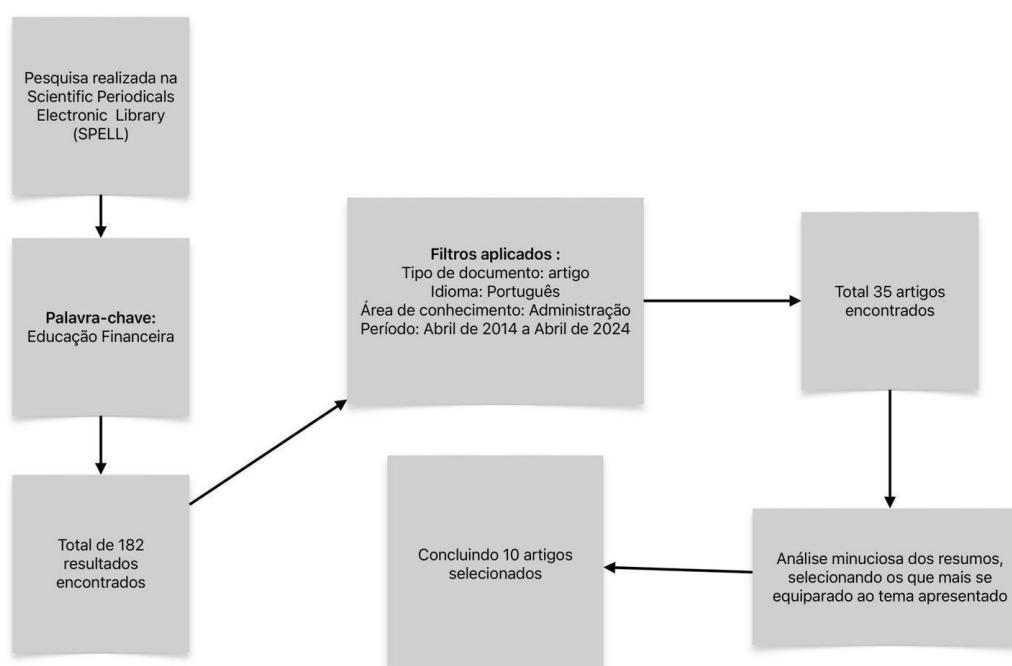 Pesquisa realizada na
Scientific Periodicals
Electronic Library
(SPELL)
Palavra-chave:
Educação Financeira
Total de 182
resultados
encontrados
Filtros aplicados :
Tipo de documento: artigo
Idioma: Português
Área de conhecimento: Administração
Período: Abril de 2014 a Abril de 2024
Total 35 artigos
encontrados
Análise minuciosa dos resumos,
selecionando os que mais se
equiparado ao tema apresentado
Concluindo 10 artigos
selecionados